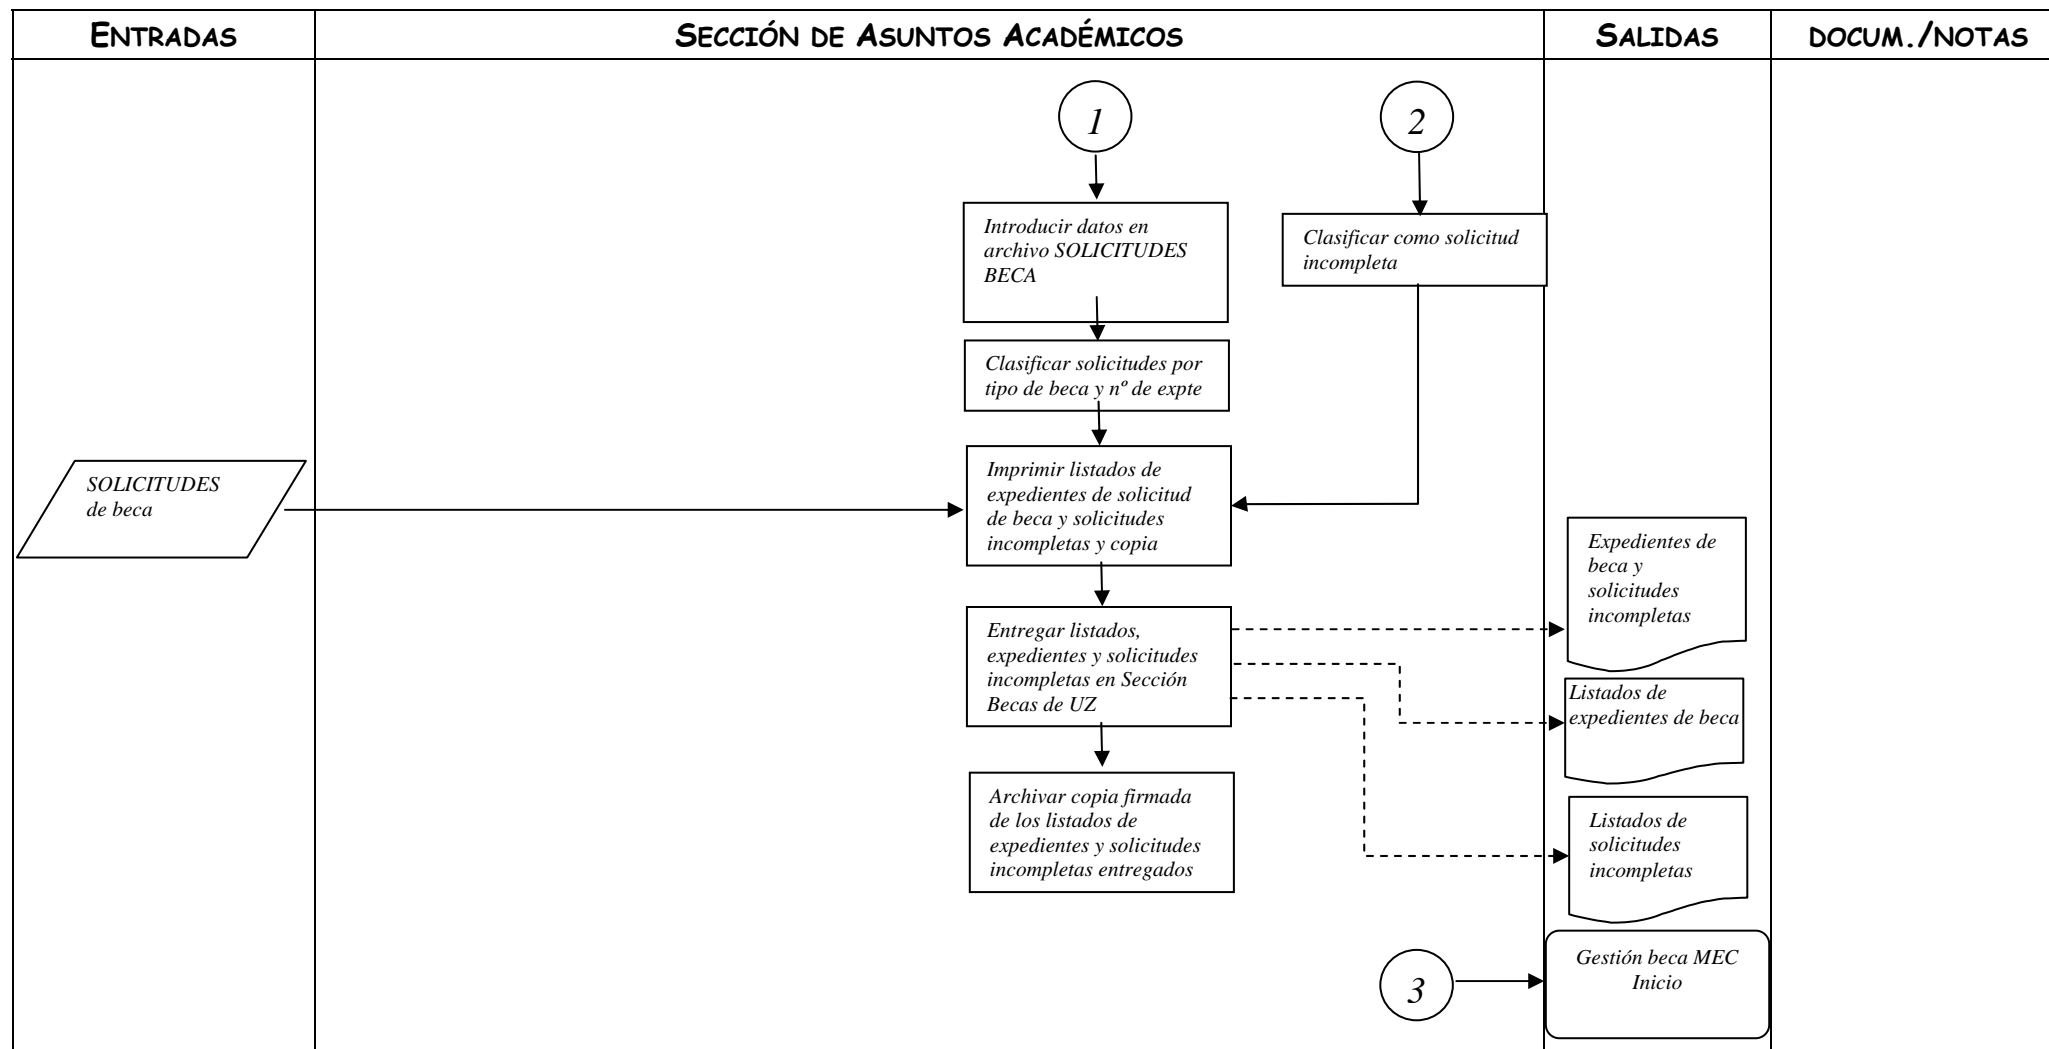 ENTRADAS
SECCIÓN DE ASUNTOS ACADÉMICOS
SALIDAS
DOCUM./NOTAS
1
2
Introducir datos en
archivo SOLICITUDES
BECA
Clasificar como solicitud
incompleta
Clasificar solicitudes por
tipo de beca y nº de expte
SOLICITUDES
de beca
Imprimir listados de
expedientes de solicitud
de beca y solicitudes
incompletas y copia
Expedientes de
beca y
solicitudes
incompletas
Entregar listados,
expedientes y solicitudes
incompletas en Sección
Becas de UZ
Listados de
expedientes de beca
Archivar copia firmada
de los listados de
expedientes y solicitudes
incompletas entregados
Listados de
solicitudes
incompletas
3
Gestión beca MEC
Inicio